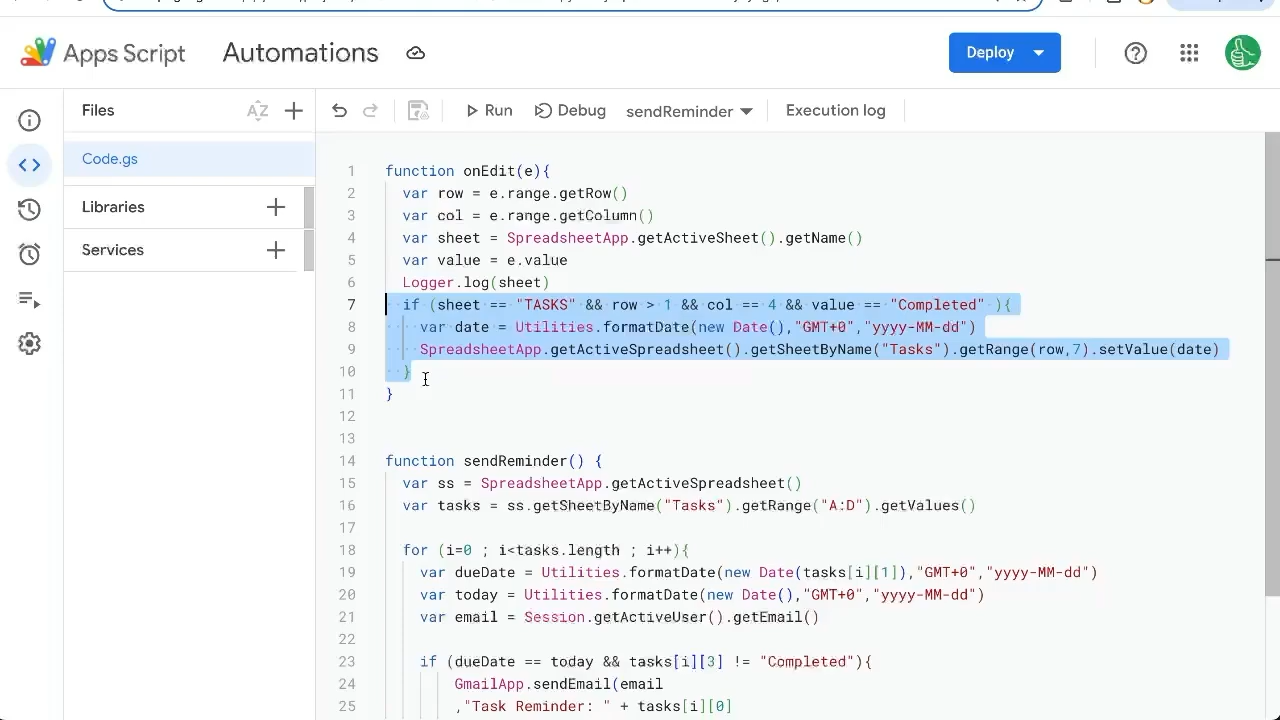 Apps Script
Automations
Deploy
Files
AZ
Run
Debug
sendReminder
Execution log
Code.gs
Libraries
Services
1 function onEdit(e){
2 var row = e.range.getRow()
3 var col = e.range.getColumn()
4 var sheet = SpreadsheetApp.getActiveSheet().getName()
5 var value = e.value
6 Logger.log(sheet)
7 if (sheet == "TASKS" && row > 1 && col == 4 && value == "Completed" ){
8 var date = Utilities.formatDate(new Date(),"GMT+0","yyyy-MM-dd")
9 SpreadsheetApp.getActiveSpreadsheet().getSheetByName("Tasks").getRange(row,7).setValue(date)
10 }
11 }
12
13
14 function sendReminder() {
15 var ss = SpreadsheetApp.getActiveSpreadsheet()
16 var tasks = ss.getSheetByName("Tasks").getRange("A:D").getValues()
17
18 for (i=0 ; i<tasks.length ; i++){
19 var dueDate = Utilities.formatDate(new Date(tasks[i][1]),"GMT+0","yyyy-MM-dd")
20 var today = Utilities.formatDate(new Date(),"GMT+0","yyyy-MM-dd")
21 var email = Session.getActiveUser().getEmail()
22
23 if (dueDate == today && tasks[i][3] != "Completed"){
24 GmailApp.sendEmail(email
25 ,"Task Reminder: " + tasks[i][0]